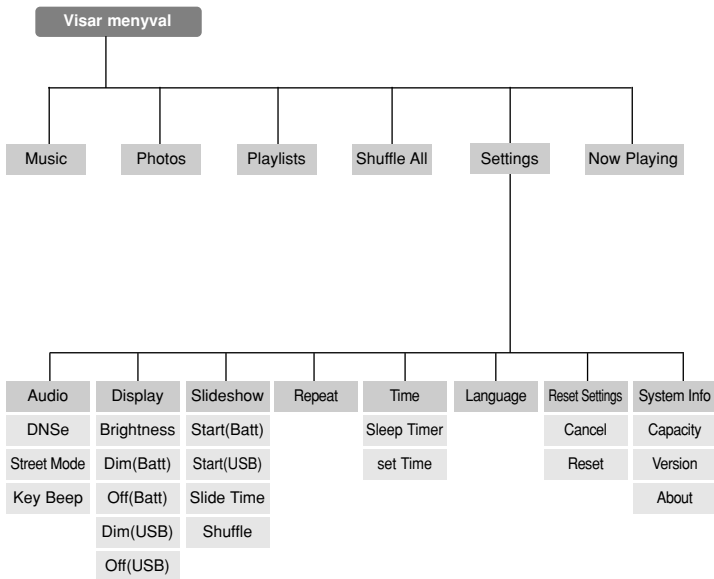 Visar menyval
Music
Photos
Playlists
Shuffle All
Settings
Now Playing
Audio
DNSe
Street Mode
Key Beep
Display
Brightness
Dim(Batt)
Off(Batt)
Dim(USB)
Off(USB)
Slideshow
Start(Batt)
Start(USB)
Slide Time
Shuffle
Repeat
Time
Sleep Timer
set Time
Language
Reset Settings
Cancel
Reset
System Info
Capacity
Version
About